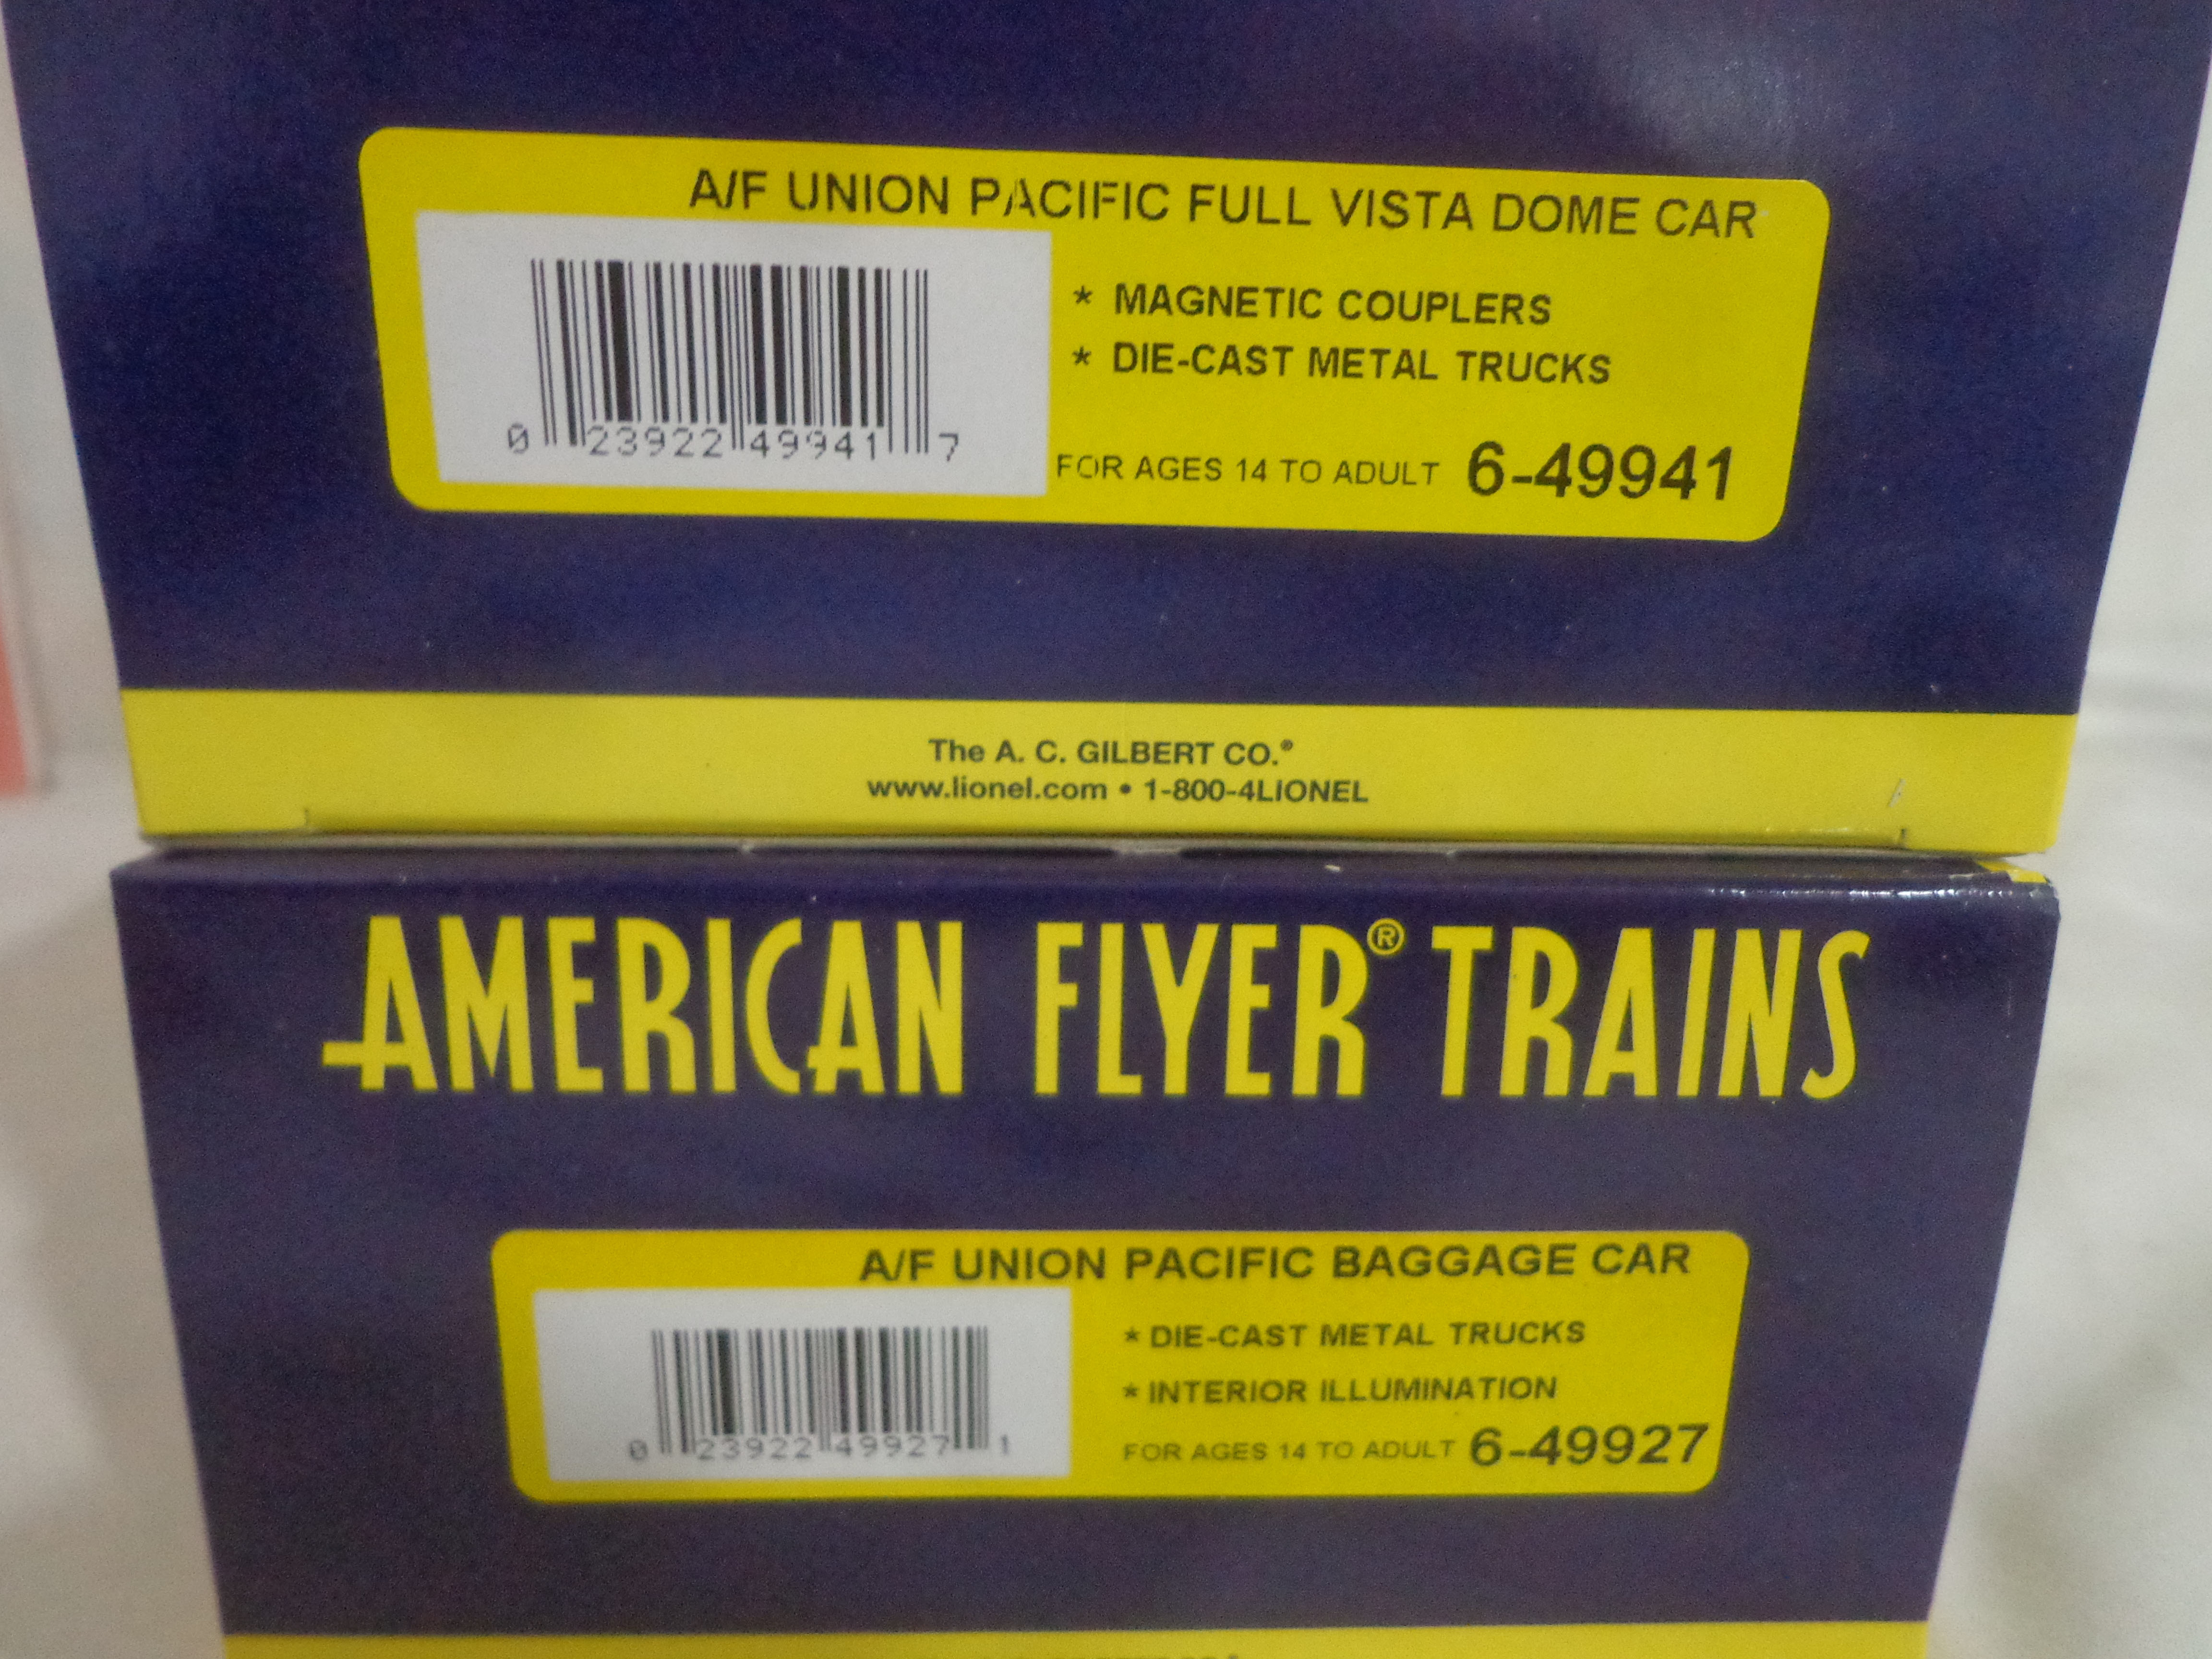 A/F UNION PACIFIC FULL VISTA DOME CAR
* MAGNETIC COUPLERS
* DIE-CAST METAL TRUCKS
0 23922 49941 7
FOR AGES 14 TO ADULT 6-49941
The A. C. GILBERT CO.®
www.lionel.com • 1-800-4LIONEL
AMERICAN FLYER® TRAINS
A/F UNION PACIFIC BAGGAGE CAR
* DIE-CAST METAL TRUCKS
* INTERIOR ILLUMINATION
0 23922 49927 1
FOR AGES 14 TO ADULT 6-49927